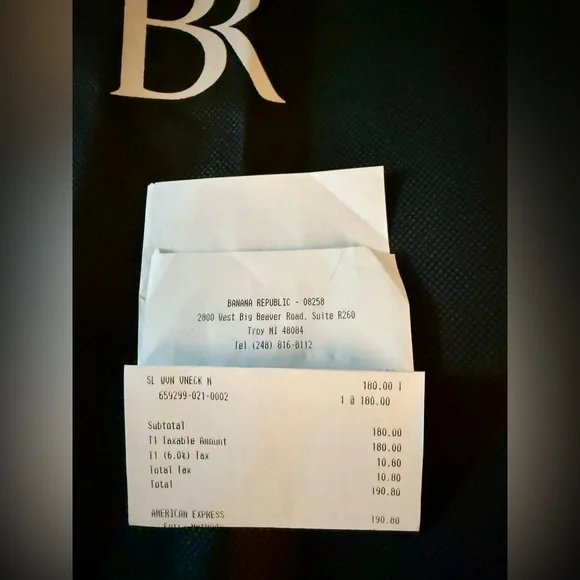 BR
BANANA REPUBLIC - 08258
2800 West Big Beaver Road, Suite R260
Troy MI 48084
Tel (248) 816-8112
SL WVN VNECK M 180.00 T
659299-021-0002 1 @ 180.00
Subtotal 180.00
T1 Taxable Amount 180.00
T1 (6.0%) Tax 10.80
Total Tax 10.80
Total 190.80
AMERICAN EXPRESS 190.80